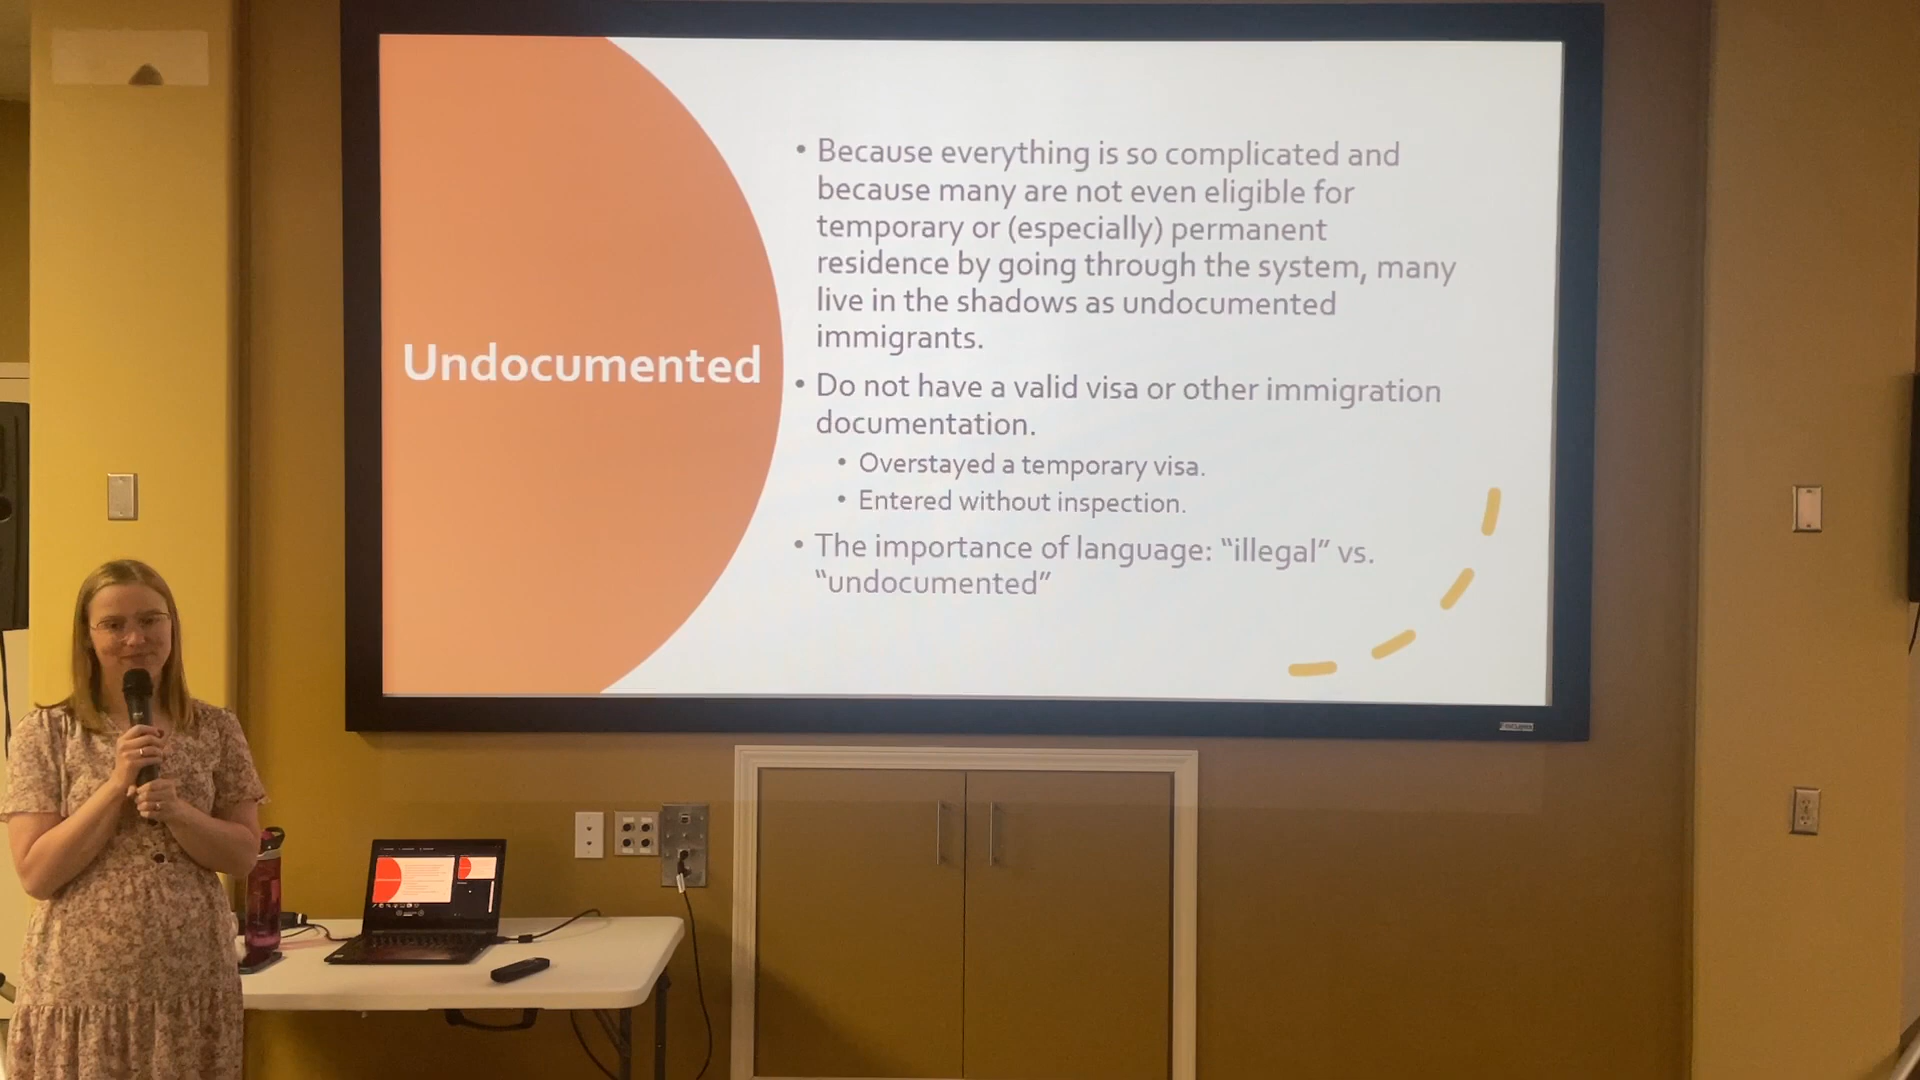 Undocumented
• Because everything is so complicated and
because many are not even eligible for
temporary or (especially) permanent
residence by going through the system, many
live in the shadows as undocumented
immigrants.
• Do not have a valid visa or other immigration
documentation.
• Overstayed a temporary visa.
• Entered without inspection.
• The importance of language: “illegal” vs.
“undocumented”